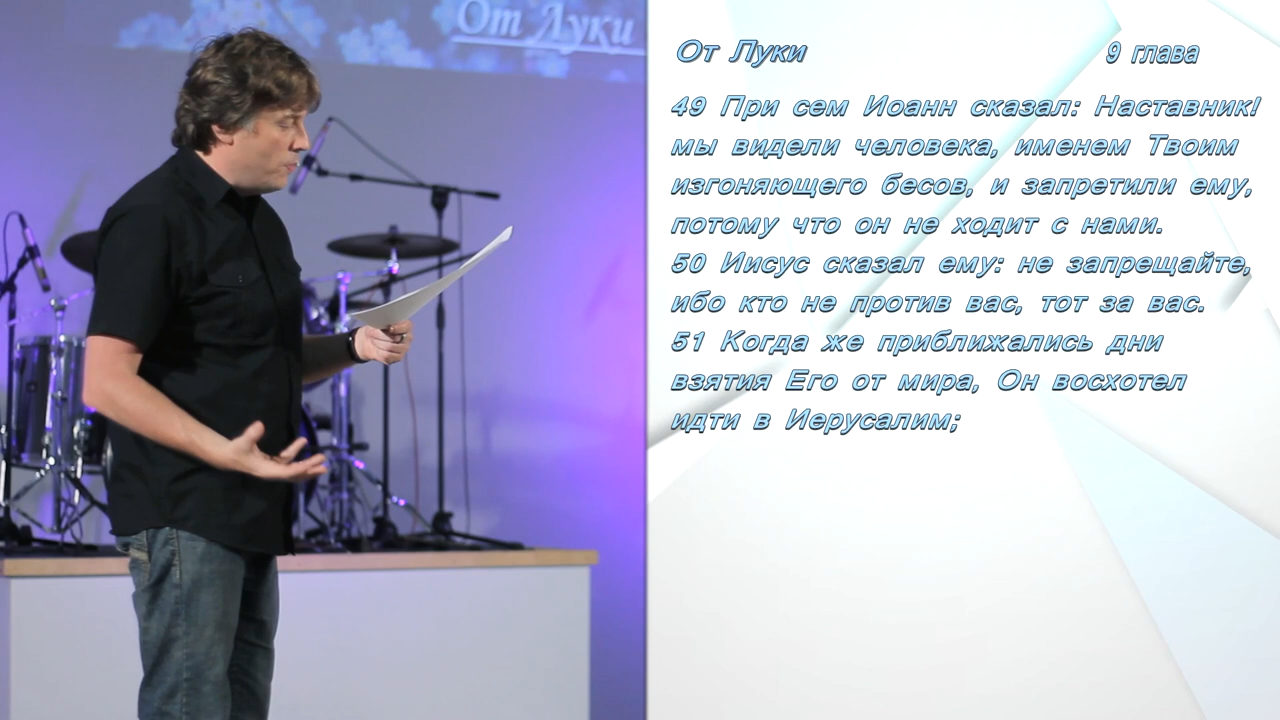 От Луки
От Луки 9 глава
49 При сем Иоанн сказал: Наставник!
мы видели человека, именем Твоим
изгоняющего бесов, и запретили ему,
потому что он не ходит с нами.
50 Иисус сказал ему: не запрещайте,
ибо кто не против вас, тот за вас.
51 Когда же приближались дни
взятия Его от мира, Он восхотел
идти в Иерусалим;